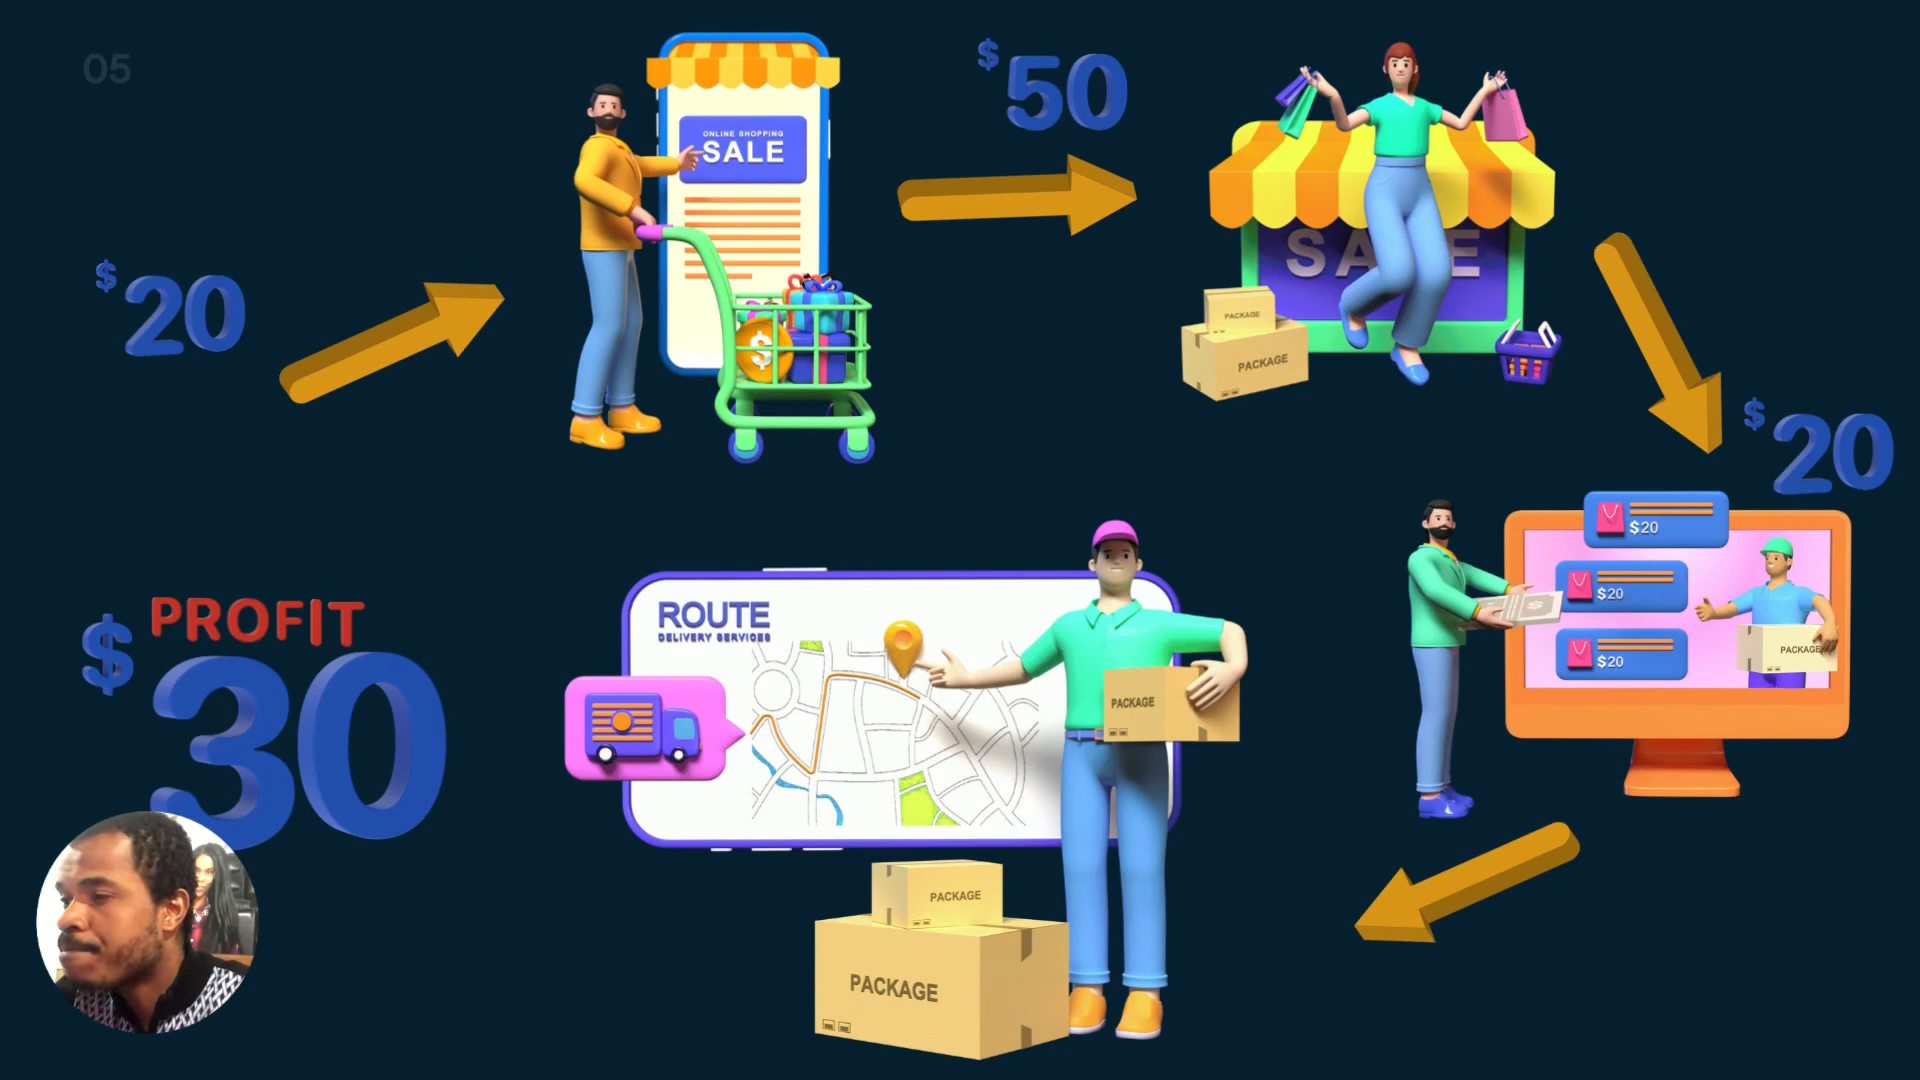 05
$20
ONLINE SHOPPING
SALE
$
$50
SALE
PACKAGE
PACKAGE
$20
$20
$20
$20
PACKAGE
$
PROFIT
$30
ROUTE
DELIVERY SERVICES
PACKAGE
PACKAGE
PACKAGE